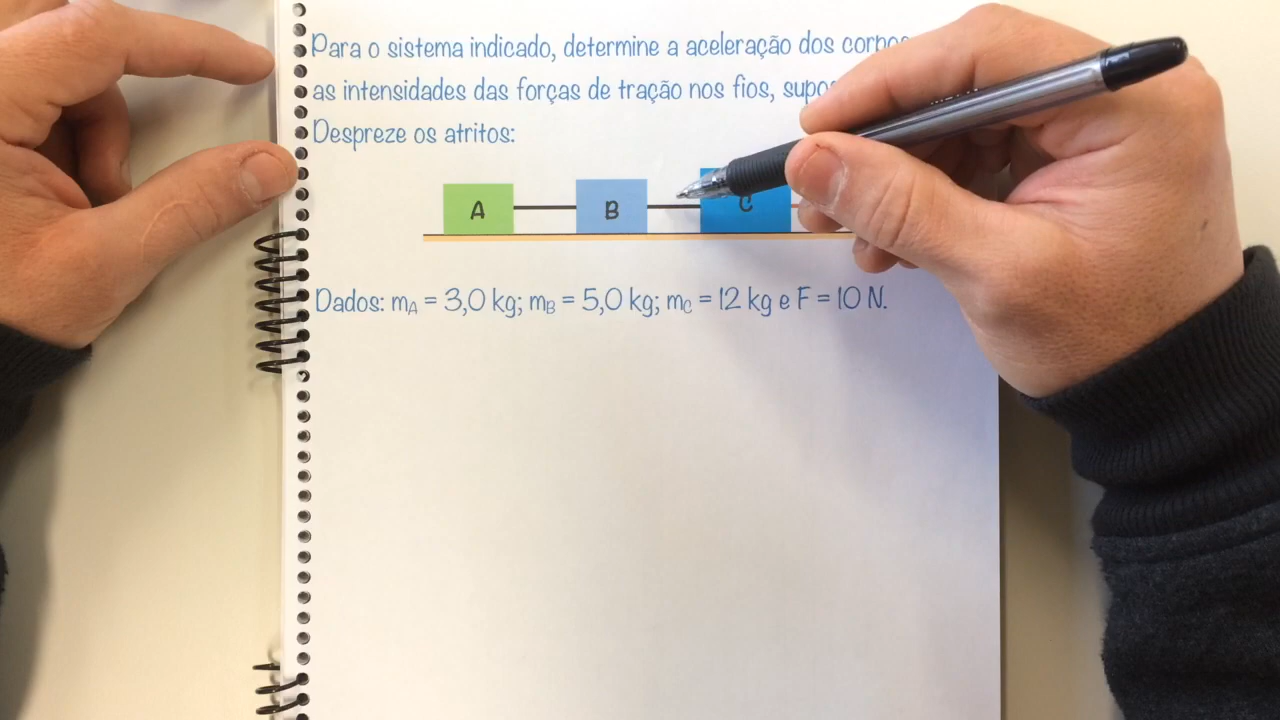 Para o sistema indicado, determine a aceleração dos corpos
as intensidades das forças de tração nos fios,
Despreze os atritos:
A B C
Dados: mA = 3,0 kg; mB = 5,0 kg; mC = 12 kg e F = 10 N.